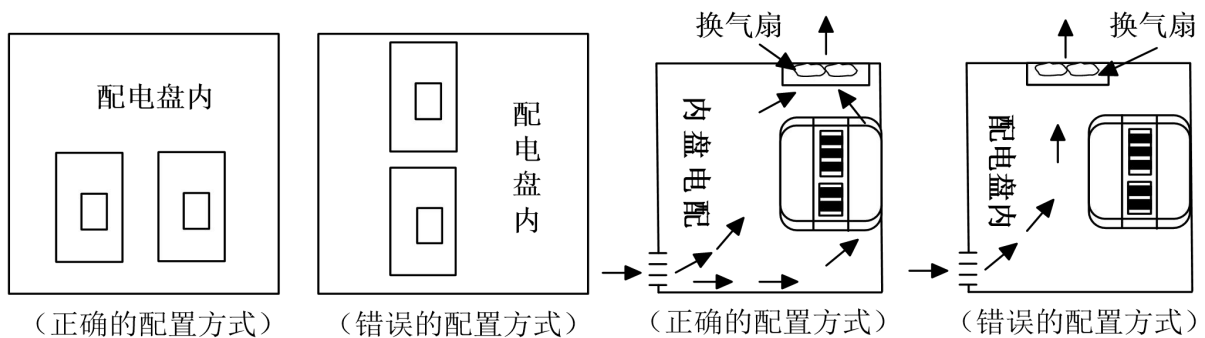 配电盘内
（正确的配置方式）
配电盘内
（错误的配置方式）
换气扇
内盘电配
（正确的配置方式）
换气扇
配电盘内
（错误的配置方式）